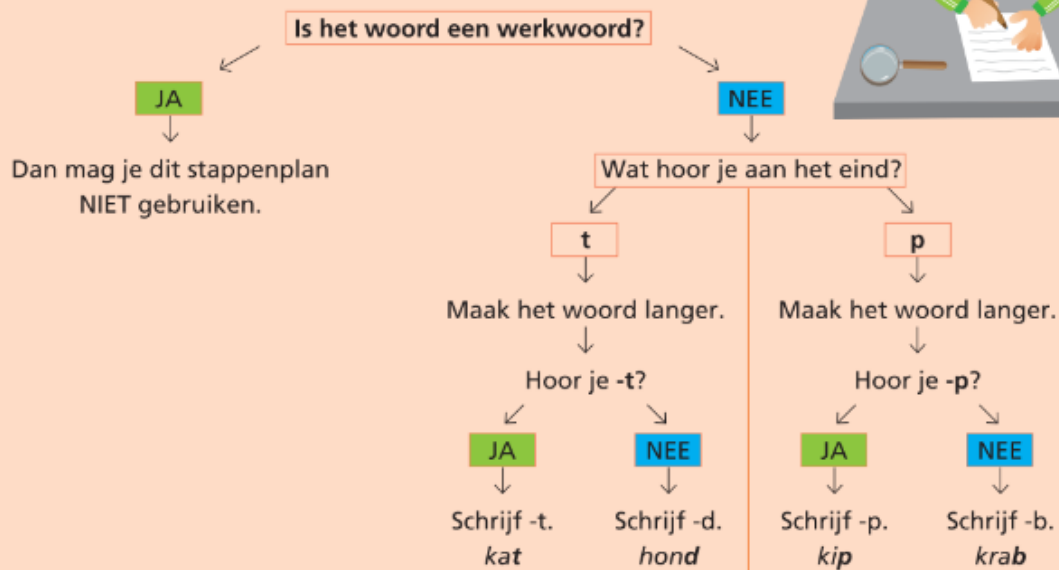 Is het woord een werkwoord?
JA
NEE
Dan mag je dit stappenplan
NIET gebruiken.
Wat hoor je aan het eind?
t
p
Maak het woord langer.
Maak het woord langer.
Hoor je -t?
Hoor je -p?
JA
NEE
JA
NEE
Schrijf -t.
kat
Schrijf -d.
hond
Schrijf -p.
kip
Schrijf -b.
krab